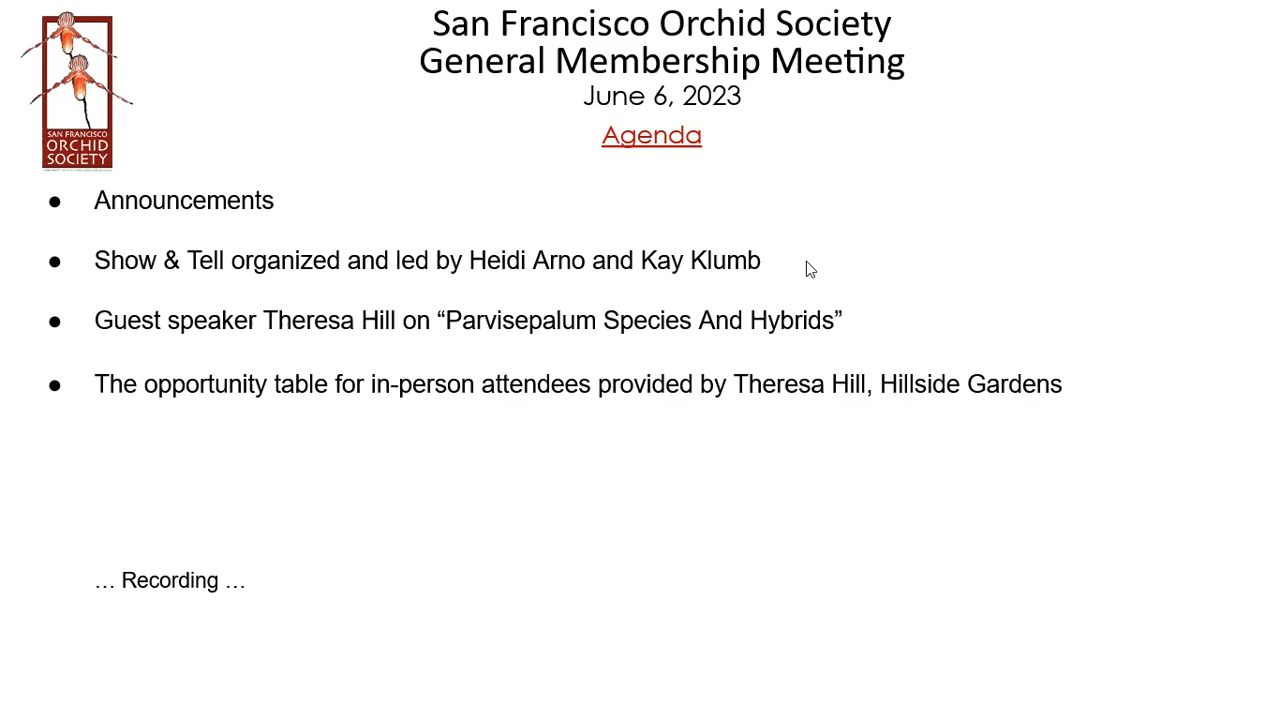 San Francisco Orchid Society
General Membership Meeting
June 6, 2023
Agenda
SAN FRANCISCO
ORCHID
SOCIETY
● Announcements
● Show & Tell organized and led by Heidi Arno and Kay Klumb
● Guest speaker Theresa Hill on “Parvisepalum Species And Hybrids”
● The opportunity table for in-person attendees provided by Theresa Hill, Hillside Gardens
… Recording …